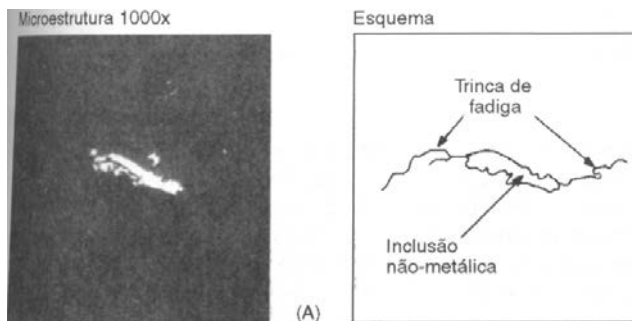 Microestrutura 1000x
Esquema
Trinca de
fadiga
Inclusão
não-metálica
(A)